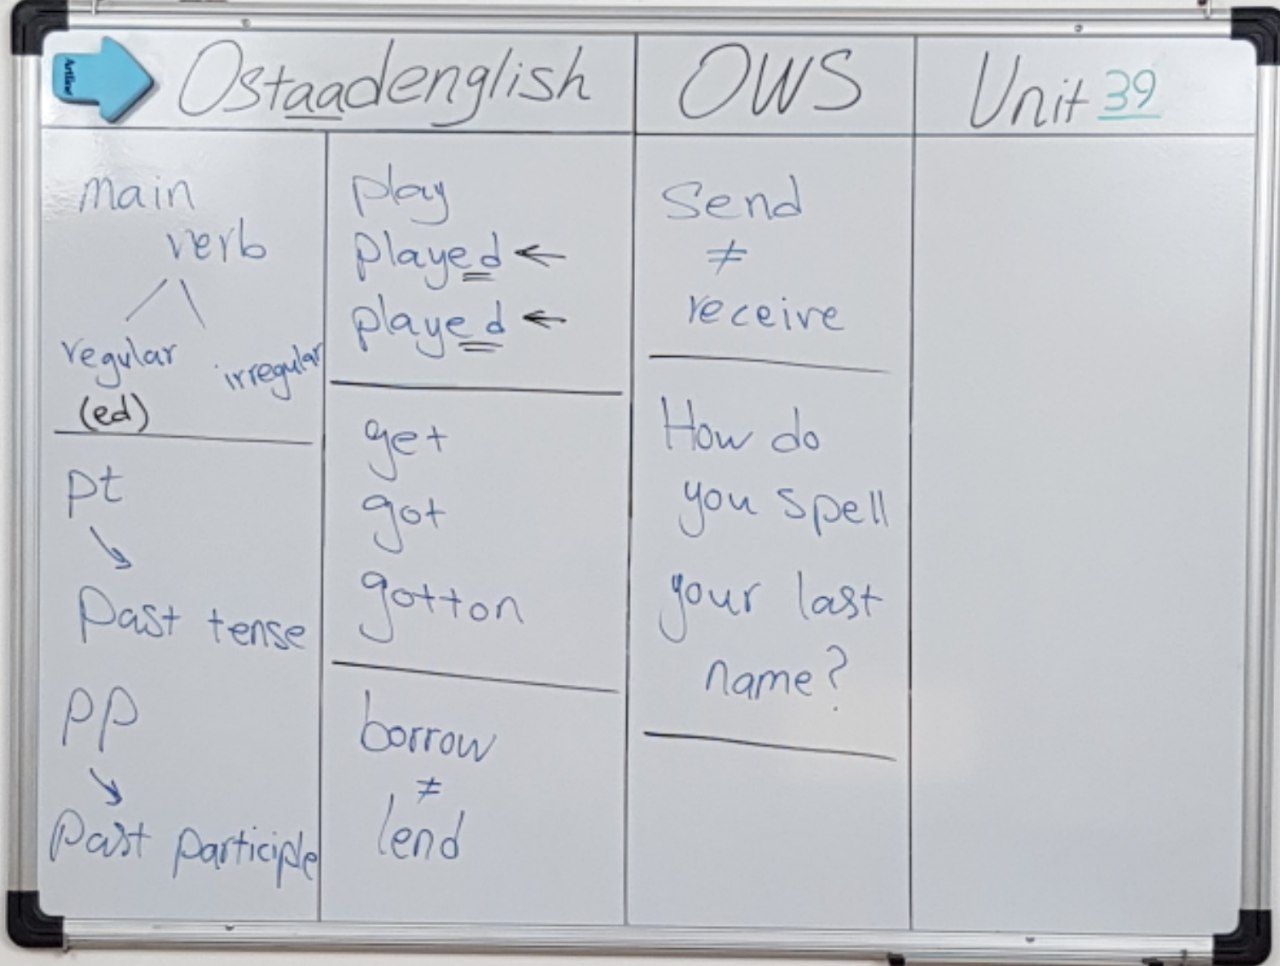 Artline
Ostaadenglish
OWS
Unit 39
main
verb
regular
irregular
(ed)
pt
Past tense
PP
Past Participle
play
played ←
played ←
get
got
gotton
borrow
≠
lend
Send
≠
receive
How do
you spell
your last
name?